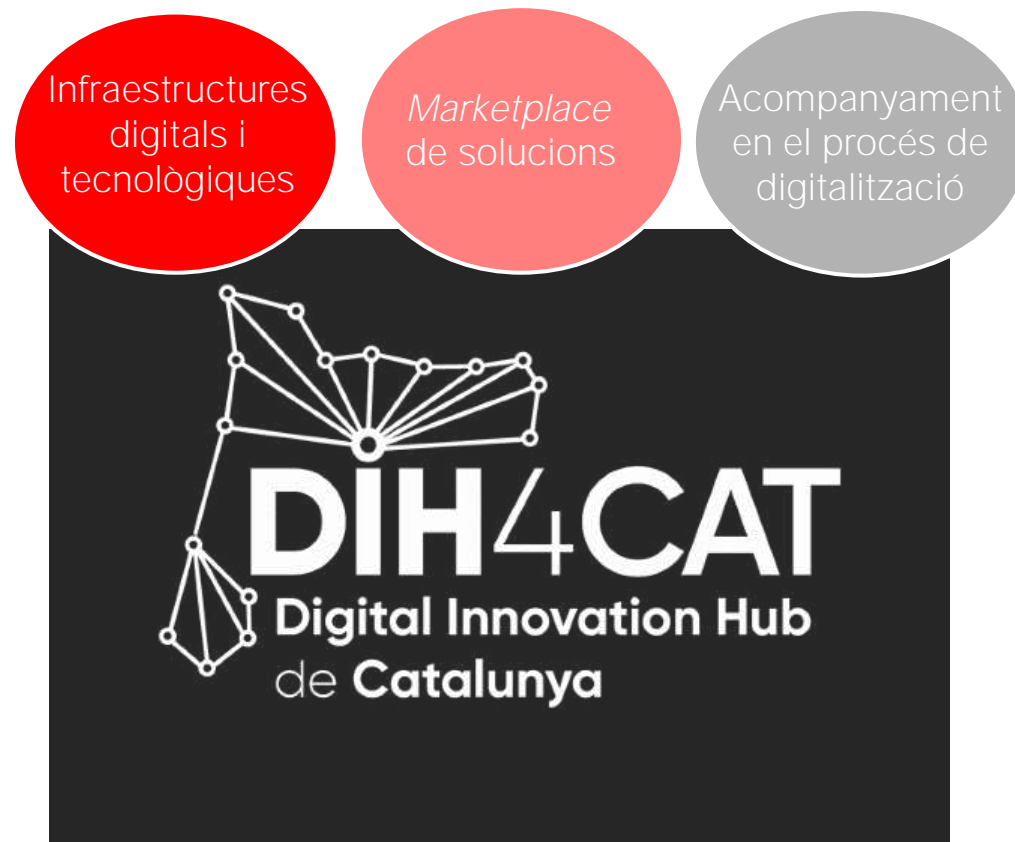 Infraestructures
digitals i
tecnològiques
Marketplace
de solucions
Acompanyament
en el procés de
digitalització
DIH4CAT
Digital Innovation Hub
de Catalunya